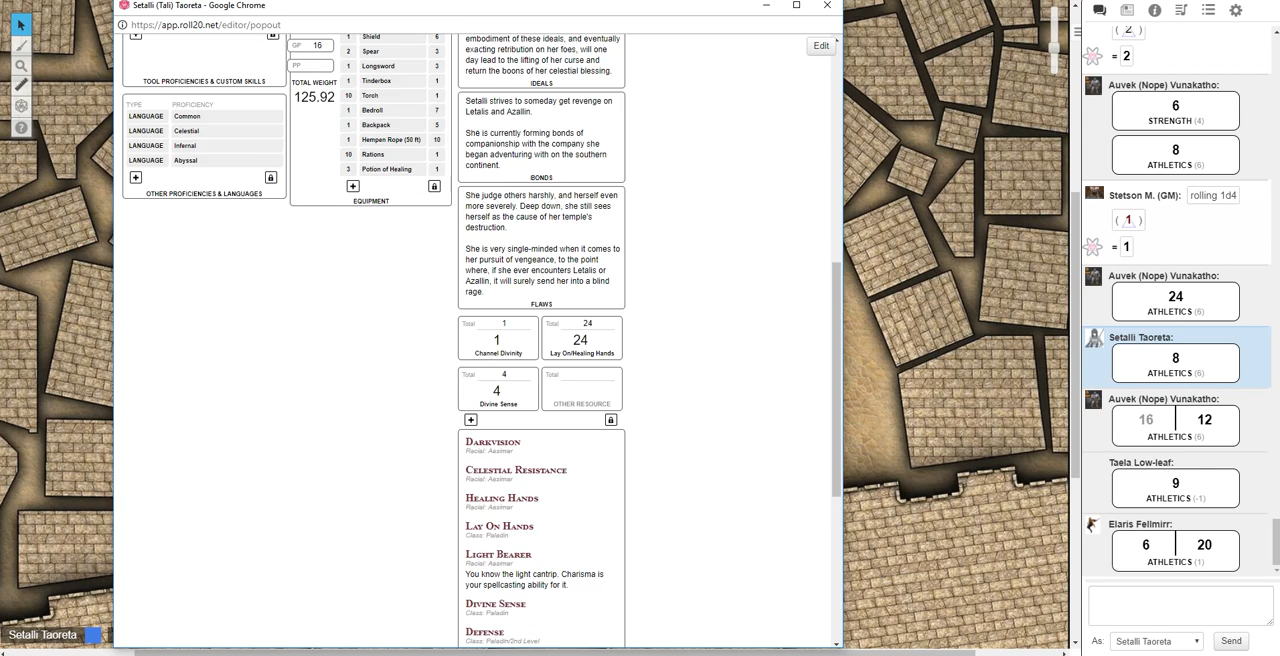 Setalli (Tali) Taoreta - Google Chrome
https://app.roll20.net/editor/popout
Edit
TOOL PROFICIENCIES & CUSTOM SKILLS
TYPE PROFICIENCY
LANGUAGE Common
LANGUAGE Celestial
LANGUAGE Infernal
LANGUAGE Abyssal
OTHER PROFICIENCIES & LANGUAGES
GP 16
PP
TOTAL WEIGHT
125.92
1 Shield 6
2 Spear 3
1 Longsword 3
1 Tinderbox 1
10 Torch 1
1 Bedroll 7
1 Backpack 5
1 Hempen Rope (50 ft) 10
10 Rations 1
3 Potion of Healing 1
EQUIPMENT
embodiment of these ideals, and eventually
exacting retribution on her foes, will one
day lead to the lifting of her curse and
return the boons of her celestial blessing.
IDEALS
Setalli strives to someday get revenge on
Letalis and Azallin.
She is currently forming bonds of
companionship with the company she
began adventuring with on the southern
continent.
BONDS
She judge others harshly, and herself even
more severely. Deep down, she still sees
herself as the cause of her temple's
destruction.
She is very single-minded when it comes to
her pursuit of vengeance, to the point
where, if she ever encounters Letalis or
Azallin, it will surely send her into a blind
rage.
FLAWS
Total 1
1
Channel Divinity
Total 24
24
Lay On/Healing Hands
Total 4
4
Divine Sense
Total
OTHER RESOURCE
DARKVISION
Racial: Aasimar
CELESTIAL RESISTANCE
Racial: Aasimar
HEALING HANDS
Racial: Aasimar
LAY ON HANDS
Class: Paladin
LIGHT BEARER
Racial: Aasimar
You know the light cantrip. Charisma is
your spellcasting ability for it.
DIVINE SENSE
Class: Paladin
DEFENSE
Class: Paladin/2nd Level
Setalli Taoreta
( 2 )
= 2
Auvek (Nope) Vunakatho:
6
STRENGTH (4)
8
ATHLETICS (6)
Stetson M. (GM): rolling 1d4
( 1 )
= 1
Auvek (Nope) Vunakatho:
24
ATHLETICS (6)
Setalli Taoreta:
8
ATHLETICS (6)
Auvek (Nope) Vunakatho:
16 12
ATHLETICS (6)
Taela Low-leaf:
9
ATHLETICS (-1)
Elaris Fellmirr:
6 20
ATHLETICS (1)
As: Setalli Taoreta Send